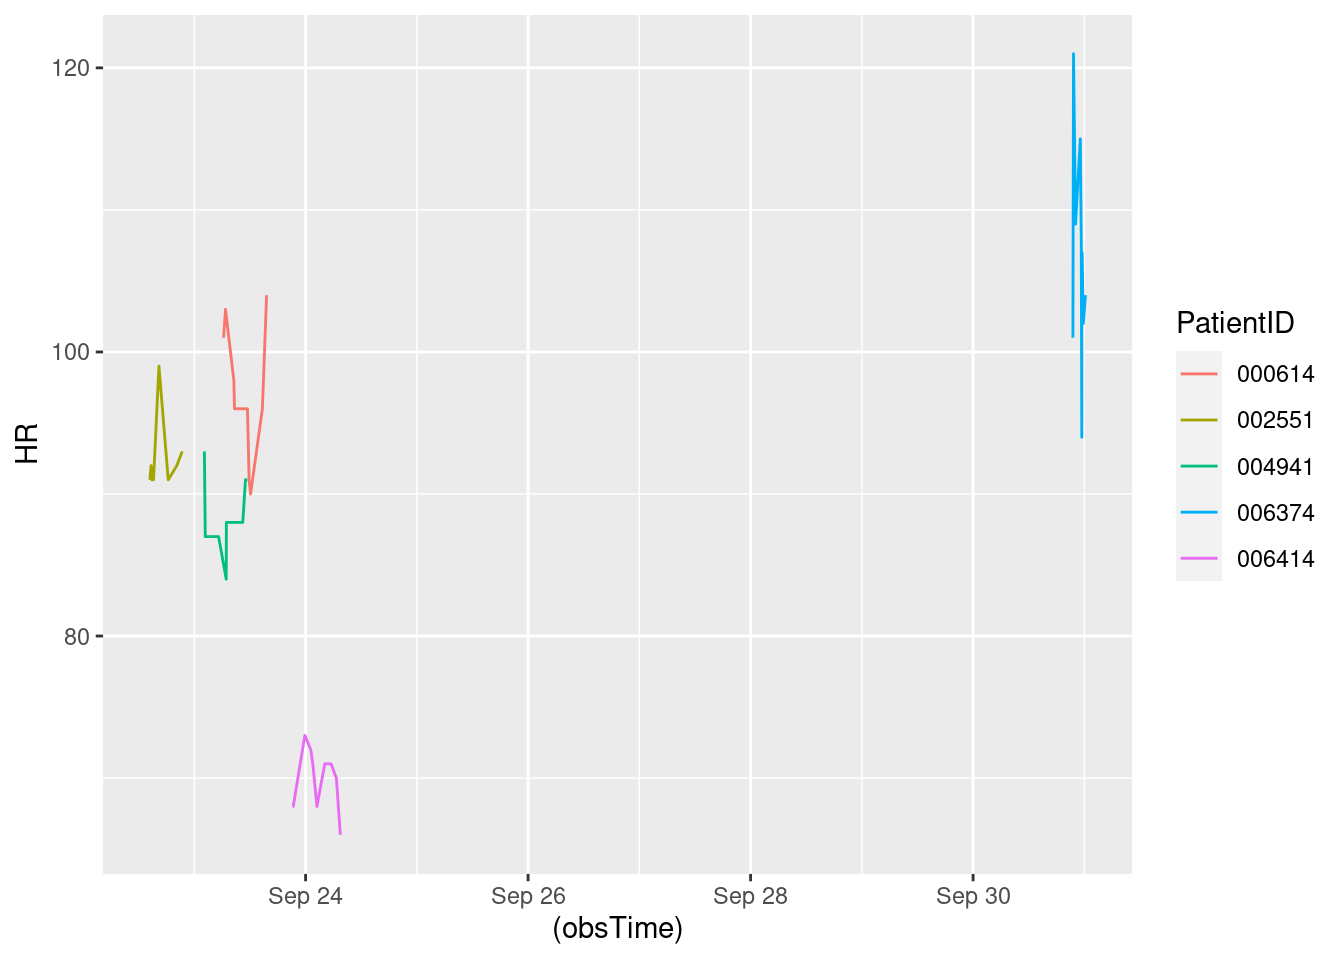 120
100
80
HR
Sep 24
Sep 26
Sep 28
Sep 30
(obsTime)
PatientID
000614
002551
004941
006374
006414